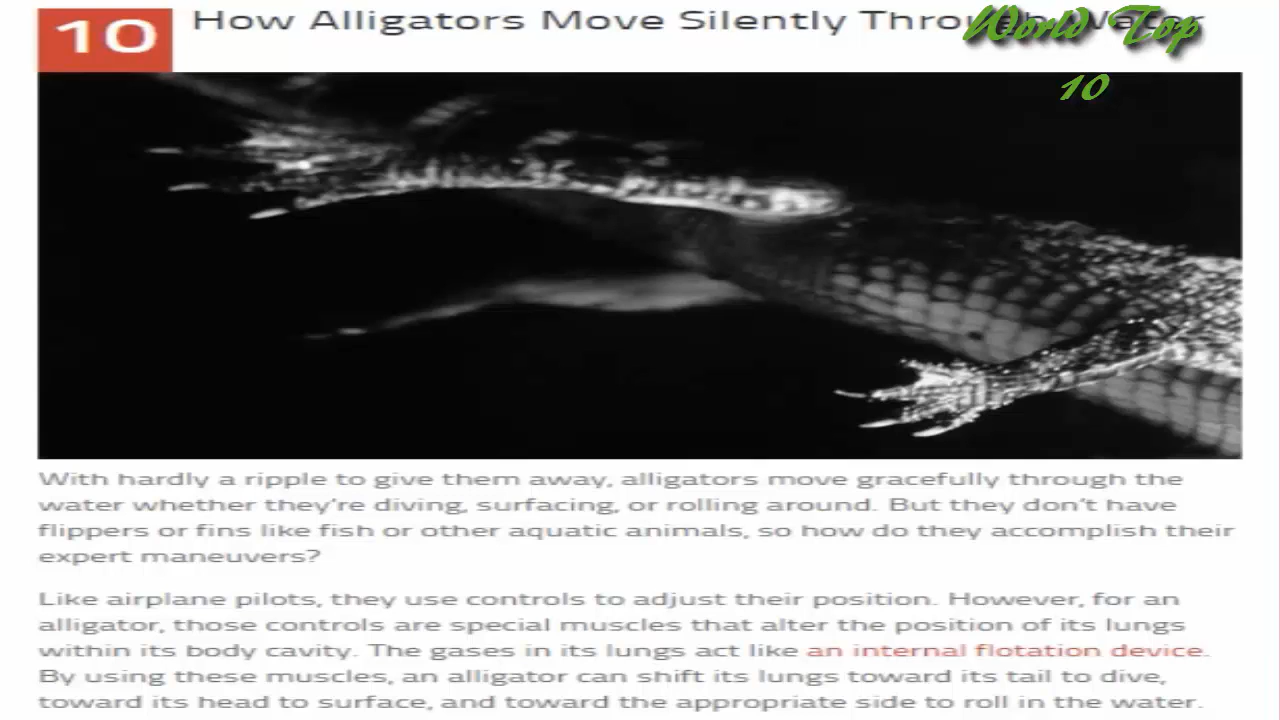 10
How Alligators Move Silently Through Water
World Top
10
With hardly a ripple to give them away, alligators move gracefully through the
water whether they're diving, surfacing, or rolling around. But they don't have
flippers or fins like fish or other aquatic animals, so how do they accomplish their
expert maneuvers?
Like airplane pilots, they use controls to adjust their position. However, for an
alligator, those controls are special muscles that alter the position of its lungs
within its body cavity. The gases in its lungs act like an internal flotation device.
By using these muscles, an alligator can shift its lungs toward its tail to dive,
toward its head to surface, and toward the appropriate side to roll in the water.